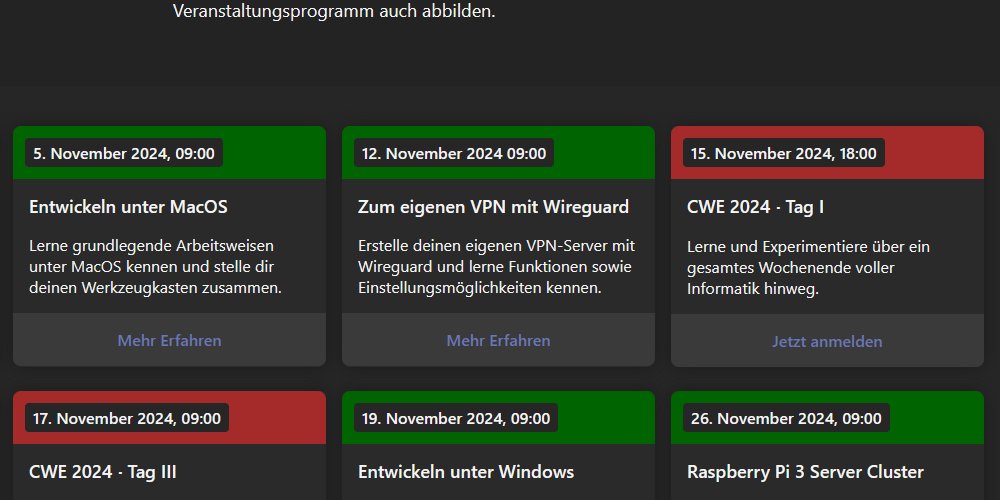 Veranstaltungsprogramm auch abbilden.
5. November 2024, 09:00
Entwickeln unter MacOS
Lerne grundlegende Arbeitsweisen
unter MacOS kennen und stelle dir
deinen Werkzeugkasten zusammen.
Mehr Erfahren
12. November 2024 09:00
Zum eigenen VPN mit Wireguard
Erstelle deinen eigenen VPN-Server mit
Wireguard und lerne Funktionen sowie
Einstellungsmöglichkeiten kennen.
Mehr Erfahren
15. November 2024, 18:00
CWE 2024 · Tag I
Lerne und Experimentiere über ein
gesamtes Wochenende voller
Informatik hinweg.
Jetzt anmelden
17. November 2024, 09:00
CWE 2024 · Tag III
19. November 2024, 09:00
Entwickeln unter Windows
26. November 2024, 09:00
Raspberry Pi 3 Server Cluster